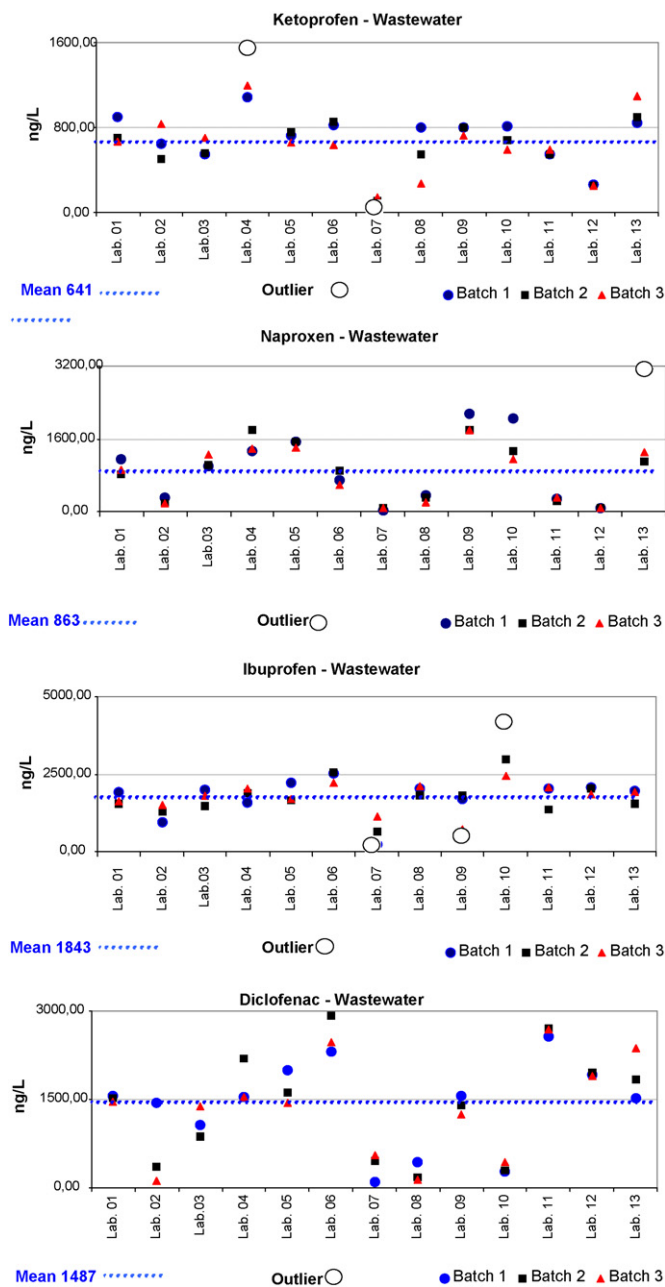 Ketoprofen - Wastewater
1600,00
800,00
0,00
ng/L
Lab. 01 Lab. 02 Lab.03 Lab. 04 Lab. 05 Lab. 06 Lab. 07 Lab. 08 Lab. 09 Lab. 10 Lab. 11 Lab. 12 Lab. 13
Mean 641 Outlier Batch 1 Batch 2 Batch 3
Naproxen - Wastewater
3200,00
1600,00
0,00
ng/L
Lab. 01 Lab. 02 Lab.03 Lab. 04 Lab. 05 Lab. 06 Lab. 07 Lab. 08 Lab. 09 Lab. 10 Lab. 11 Lab. 12 Lab. 13
Mean 863 Outlier Batch 1 Batch 2 Batch 3
Ibuprofen - Wastewater
5000,00
2500,00
0,00
ng/L
Lab. 01 Lab. 02 Lab.03 Lab. 04 Lab. 05 Lab. 06 Lab. 07 Lab. 08 Lab. 09 Lab. 10 Lab. 11 Lab. 12 Lab. 13
Mean 1843 Outlier Batch 1 Batch 2 Batch 3
Diclofenac - Wastewater
3000,00
1500,00
0,00
ng/L
Lab. 01 Lab. 02 Lab.03 Lab. 04 Lab. 05 Lab. 06 Lab. 07 Lab. 08 Lab. 09 Lab. 10 Lab. 11 Lab. 12 Lab. 13
Mean 1487 Outlier Batch 1 Batch 2 Batch 3